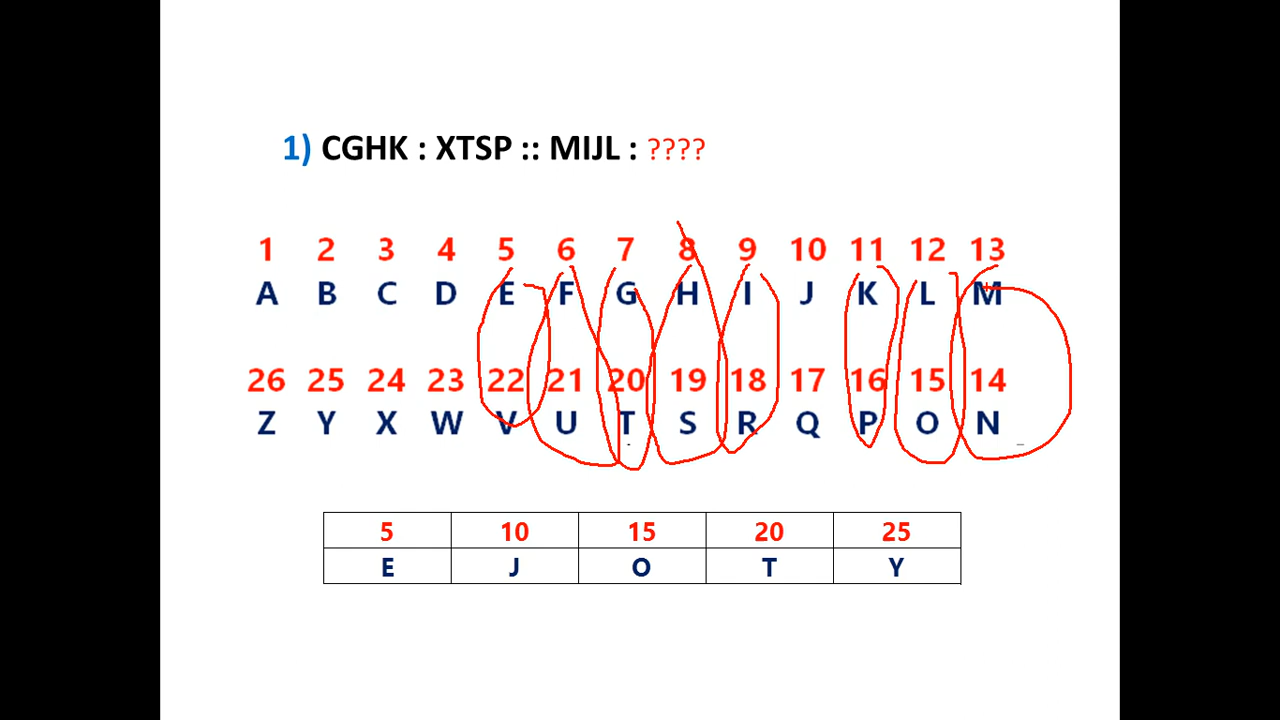 1) CGHK : XTSP :: MIJL : ????
1 2 3 4 5 6 7 8 9 10 11 12 13
A B C D E F G H I J K L M
26 25 24 23 22 21 20 19 18 17 16 15 14
Z Y X W V U T S R Q P O N
5 10 15 20 25
E J O T Y